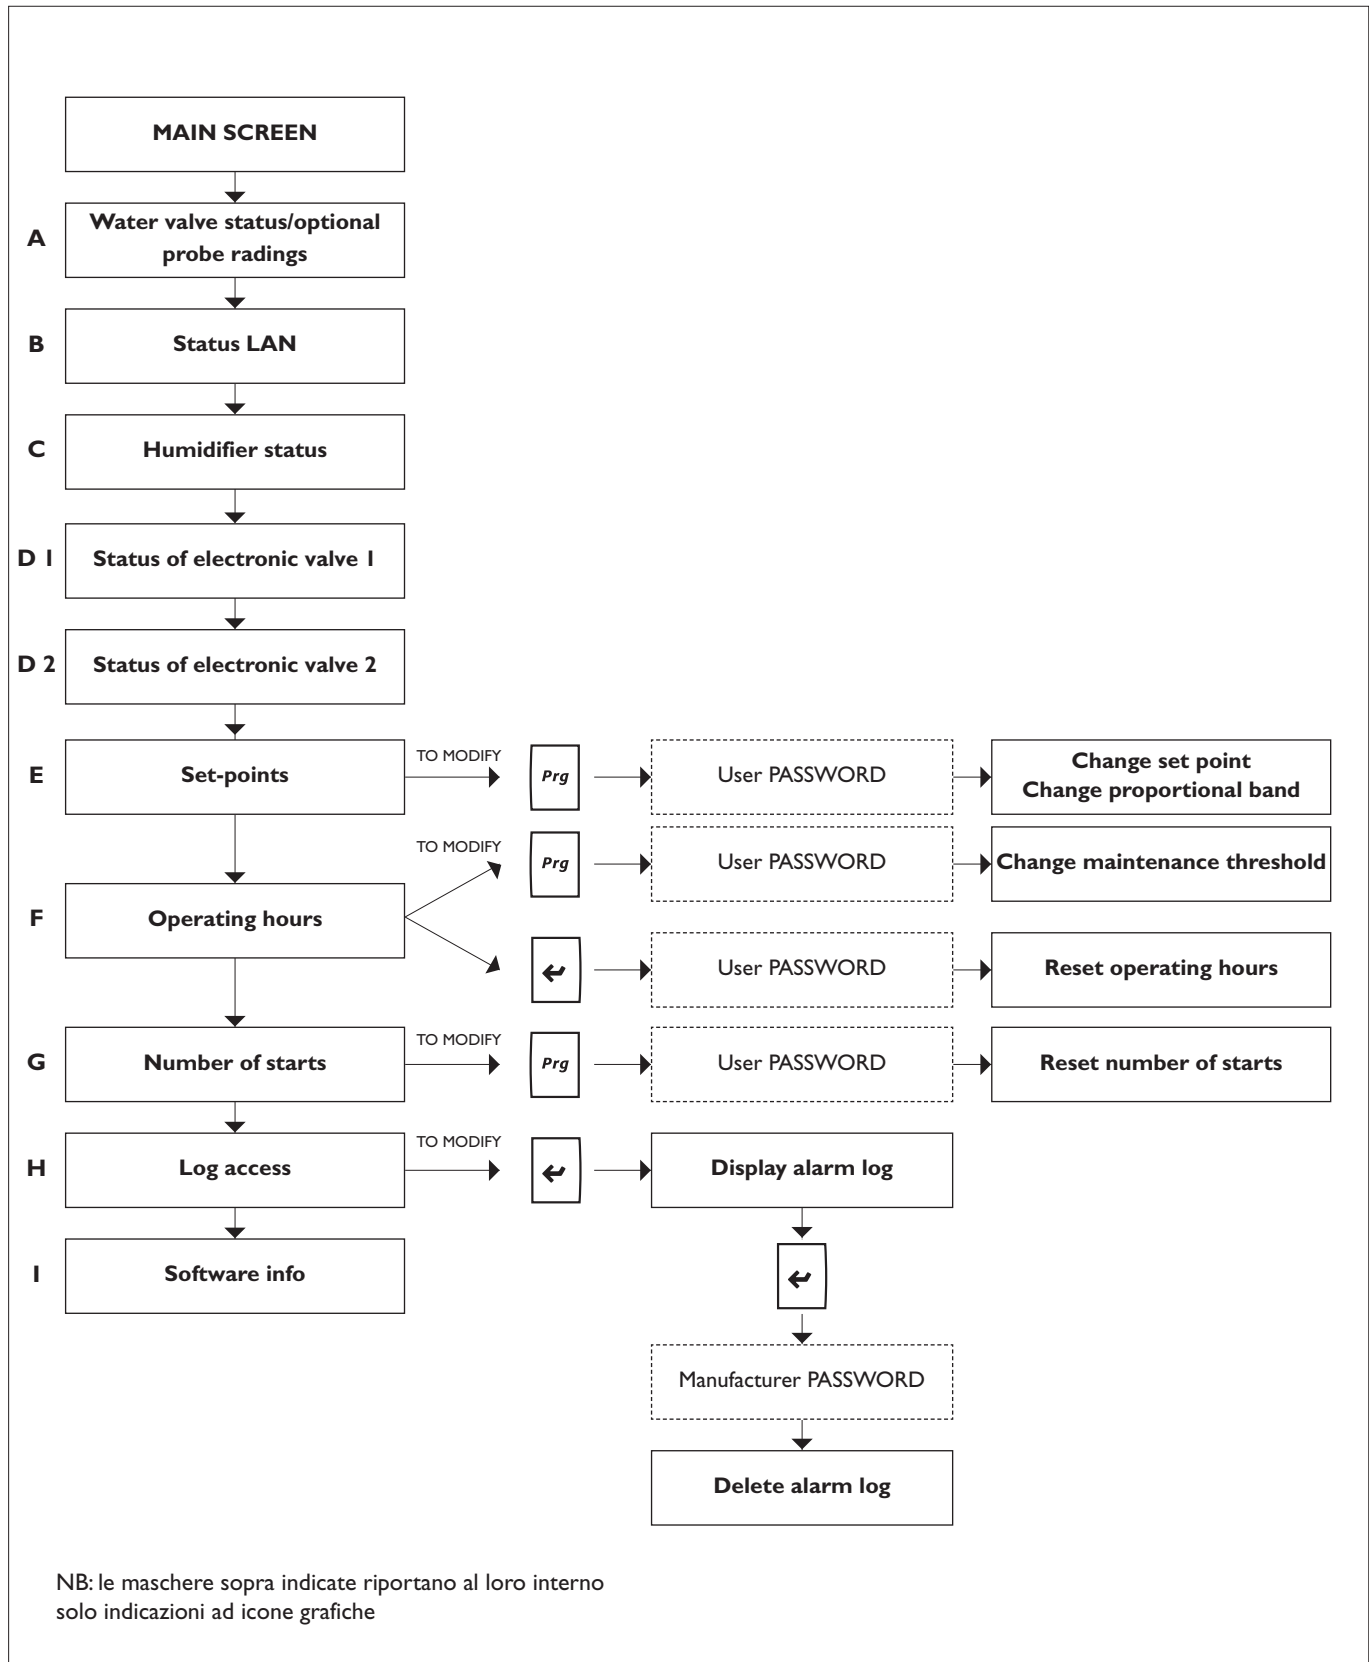 MAIN SCREEN
A
Water valve status/optional
probe radings
B
Status LAN
C
Humidifier status
D 1
Status of electronic valve 1
D 2
Status of electronic valve 2
E
Set-points
TO MODIFY
Prg
User PASSWORD
Change set point
Change proportional band
F
Operating hours
TO MODIFY
Prg
User PASSWORD
Change maintenance threshold
User PASSWORD
Reset operating hours
G
Number of starts
TO MODIFY
Prg
User PASSWORD
Reset number of starts
H
Log access
TO MODIFY
Display alarm log
I
Software info
Manufacturer PASSWORD
Delete alarm log
NB: le maschere sopra indicate riportano al loro interno
solo indicazioni ad icone grafiche